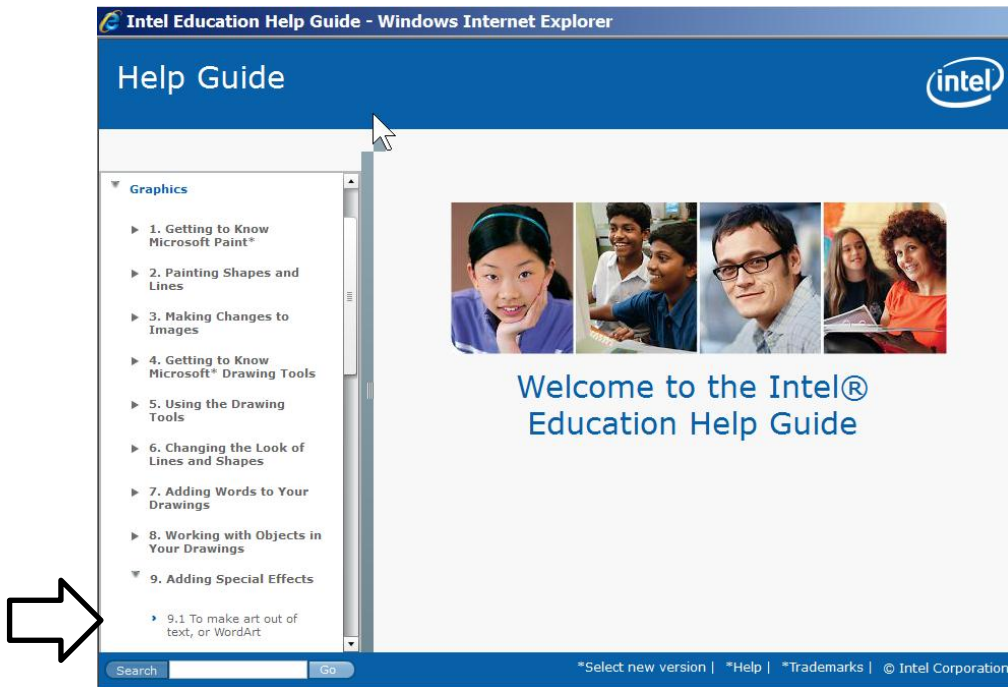 Intel Education Help Guide - Windows Internet Explorer
Help Guide
intel
Graphics
1. Getting to Know
Microsoft Paint*
2. Painting Shapes and
Lines
3. Making Changes to
Images
4. Getting to Know
Microsoft* Drawing Tools
5. Using the Drawing
Tools
6. Changing the Look of
Lines and Shapes
7. Adding Words to Your
Drawings
8. Working with Objects in
Your Drawings
9. Adding Special Effects
9.1 To make art out of
text, or WordArt
Welcome to the Intel®
Education Help Guide
Search Go
*Select new version | *Help | *Trademarks | © Intel Corporation